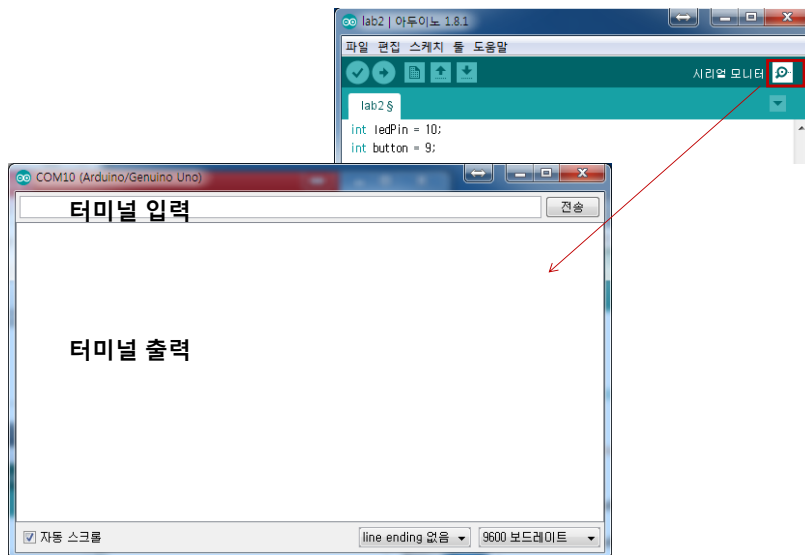 lab2 | 아두이노 1.8.1
파일 편집 스케치 툴 도움말
시리얼 모니터
lab2 §
int ledPin = 10;
int button = 9;
COM10 (Arduino/Genuino Uno)
터미널 입력
전송
터미널 출력
자동 스크롤
line ending 없음
9600 보드레이트